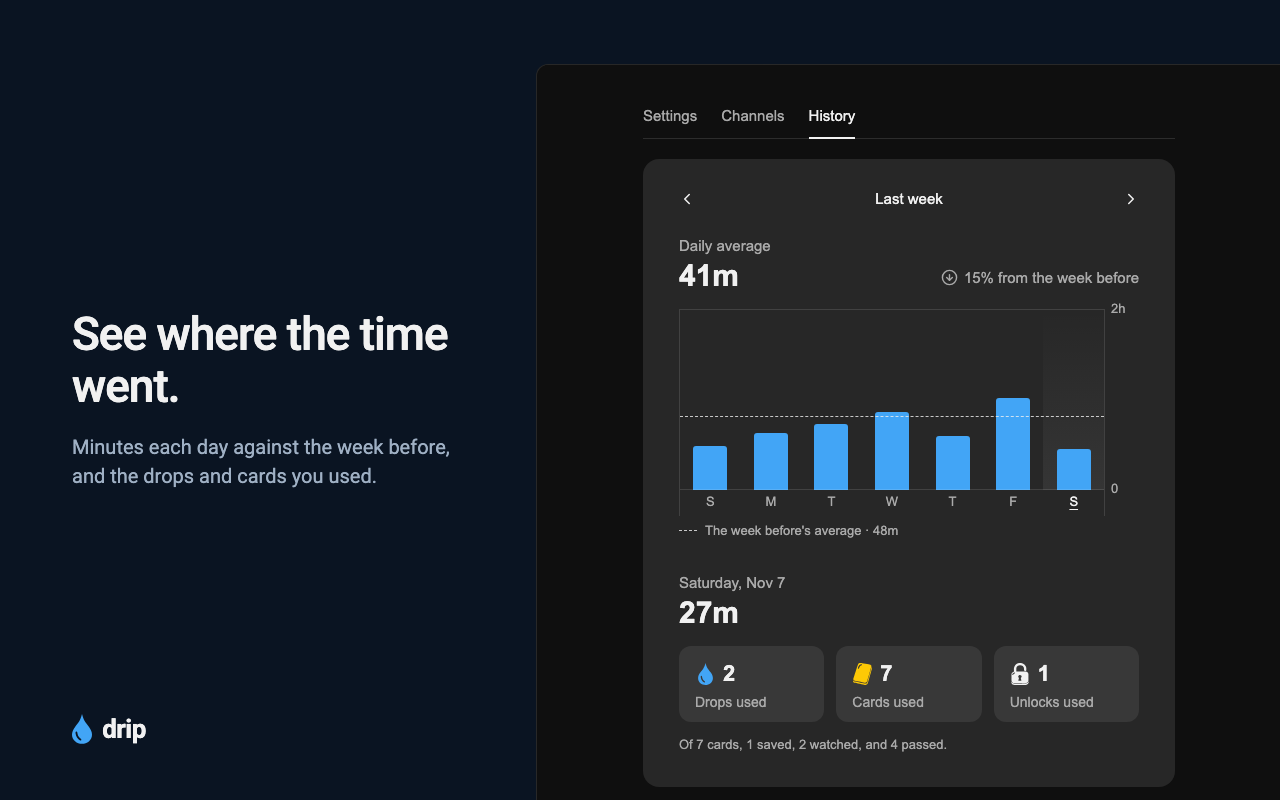 See where the time
went.
Minutes each day against the week before,
and the drops and cards you used.
drip
Settings Channels History
Last week
Daily average
41m
15% from the week before
2h
0
S M T W T F S
The week before's average · 48m
Saturday, Nov 7
27m
2
Drops used
7
Cards used
1
Unlocks used
Of 7 cards, 1 saved, 2 watched, and 4 passed.